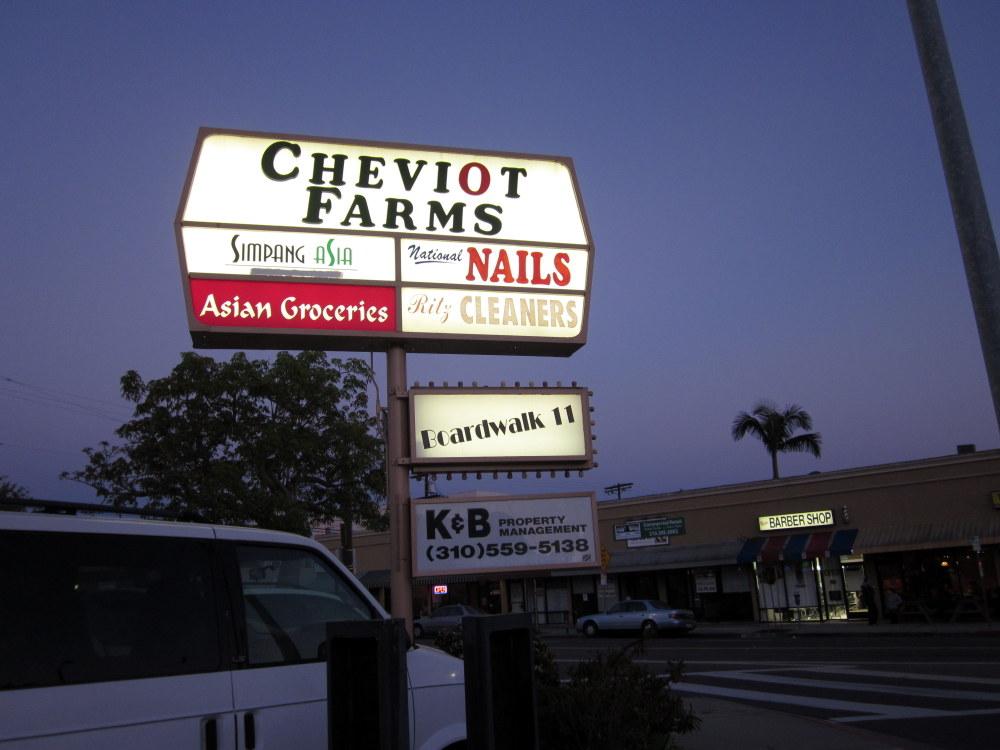 CHEVIOT
FARMS
SIMPANG ASIA
National NAILS
Asian Groceries
Ritz CLEANERS
Boardwalk 11
K&B PROPERTY
MANAGEMENT
(310)559-5138
BARBER SHOP